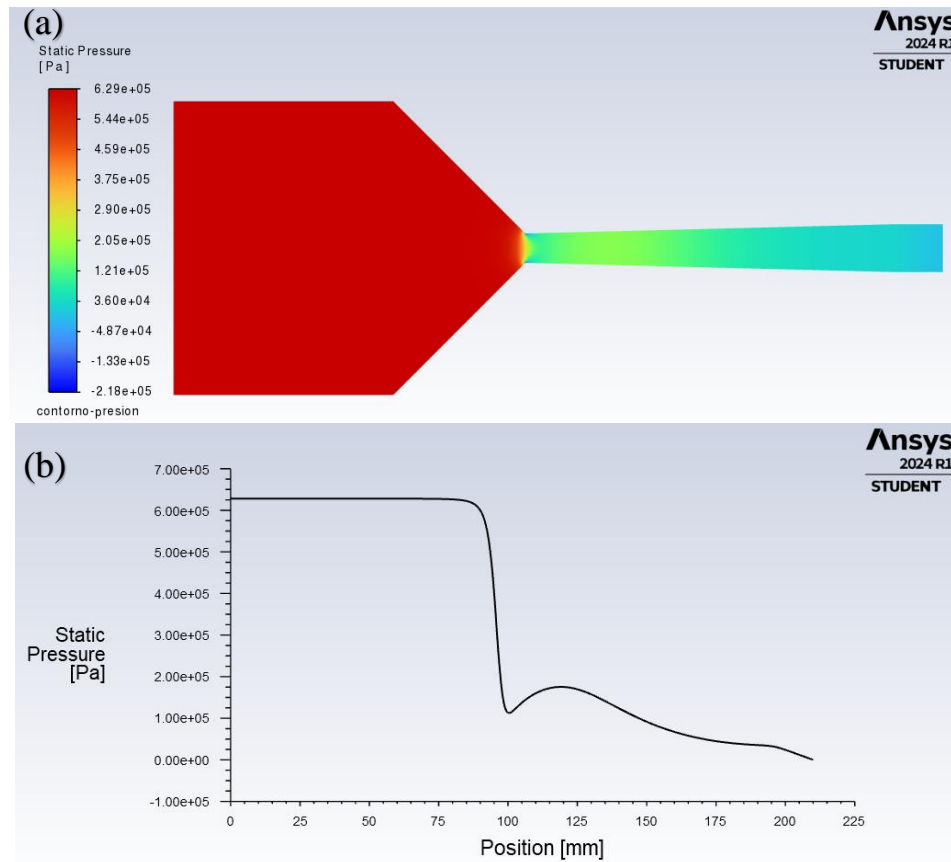 (a)
Static Pressure
[ Pa ]
6.29e+05
5.44e+05
4.59e+05
3.75e+05
2.90e+05
2.05e+05
1.21e+05
3.60e+04
-4.87e+04
-1.33e+05
-2.18e+05
contorno-presion
Ansys
2024 R1
STUDENT
(b)
Ansys
2024 R1
STUDENT
7.00e+05
6.00e+05
5.00e+05
4.00e+05
3.00e+05
2.00e+05
1.00e+05
0.00e+00
-1.00e+05
Static
Pressure
[Pa]
0 25 50 75 100 125 150 175 200 225
Position [mm]